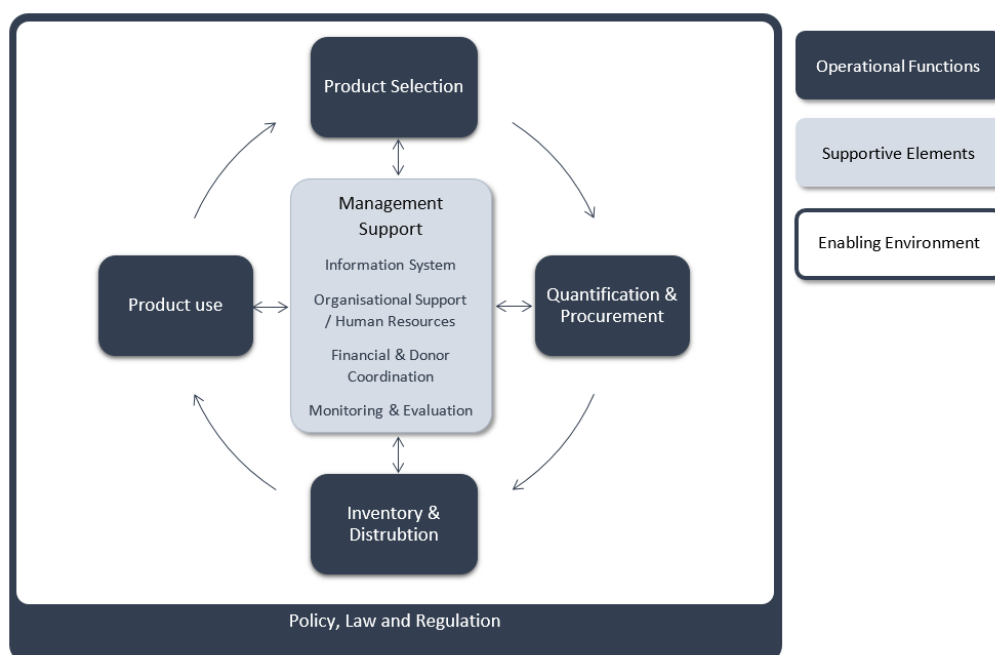 Product Selection
Management
Support
Information System
Organisational Support
/ Human Resources
Financial & Donor
Coordination
Monitoring & Evaluation
Product use
Quantification &
Procurement
Inventory &
Distrubtion
Policy, Law and Regulation
Operational Functions
Supportive Elements
Enabling Environment